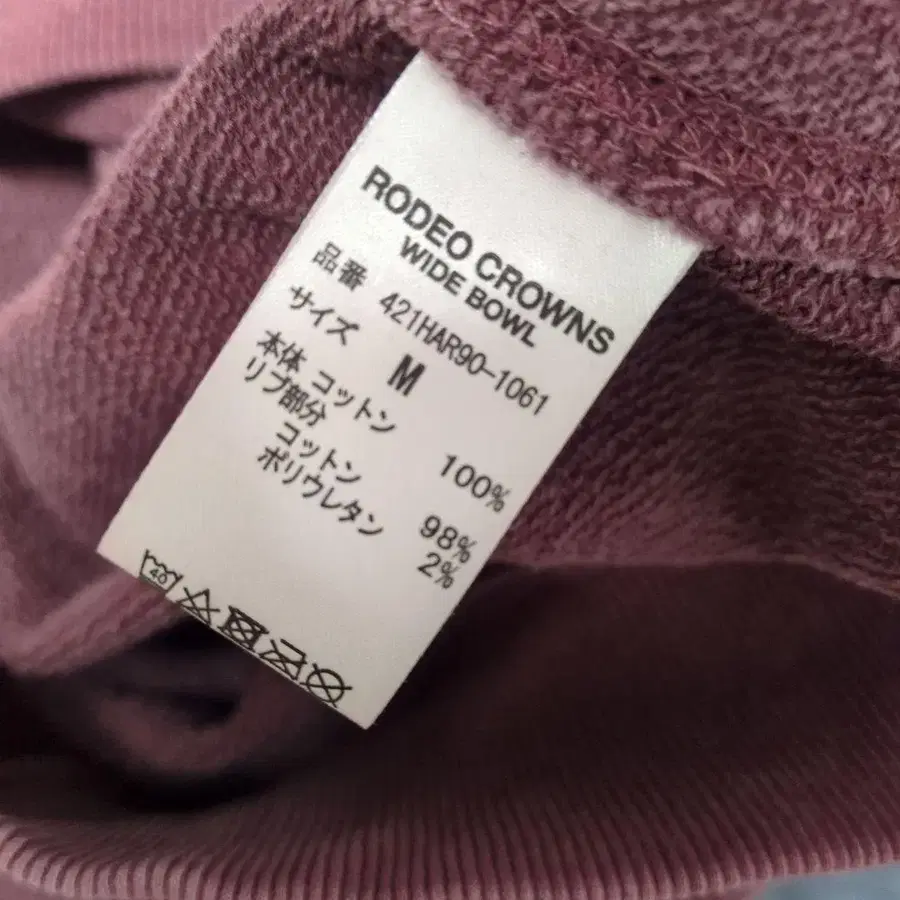 RODEO CROWNS
WIDE BOWL
品番 421HAR90-1061
サイズ M
本体 コットン 100%
リブ部分
コットン 98%
ポリウレタン 2%
40